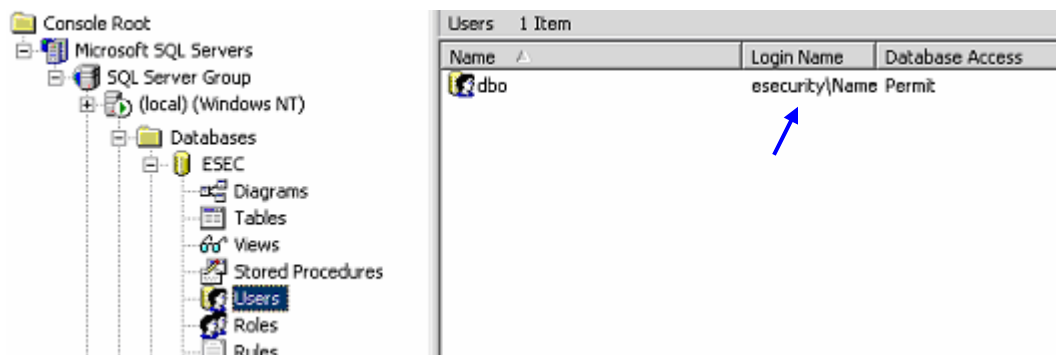 Console Root
Microsoft SQL Servers
SQL Server Group
(local) (Windows NT)
Databases
ESEC
Diagrams
Tables
Views
Stored Procedures
Users
Roles
Rules
Users 1 Item
Name Login Name Database Access
dbo esecurity\Name Permit